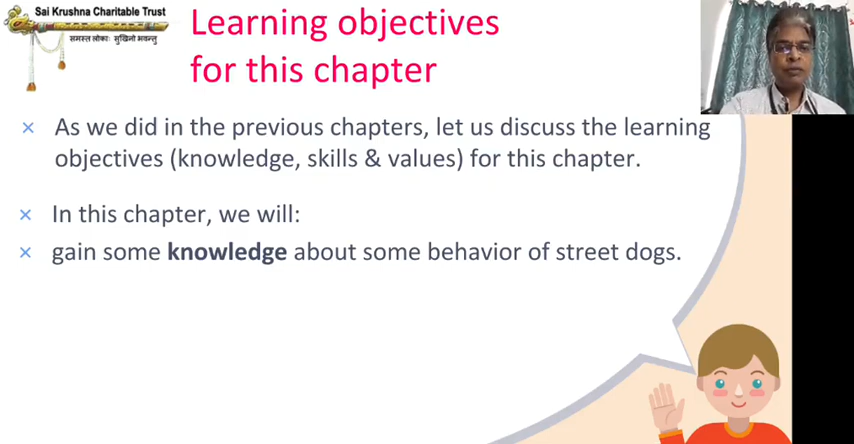 Sai Krushna Charitable Trust
समस्त लोकाः सुखिनो भवन्तु
Learning objectives
for this chapter
As we did in the previous chapters, let us discuss the learning
objectives (knowledge, skills & values) for this chapter.
In this chapter, we will:
gain some knowledge about some behavior of street dogs.